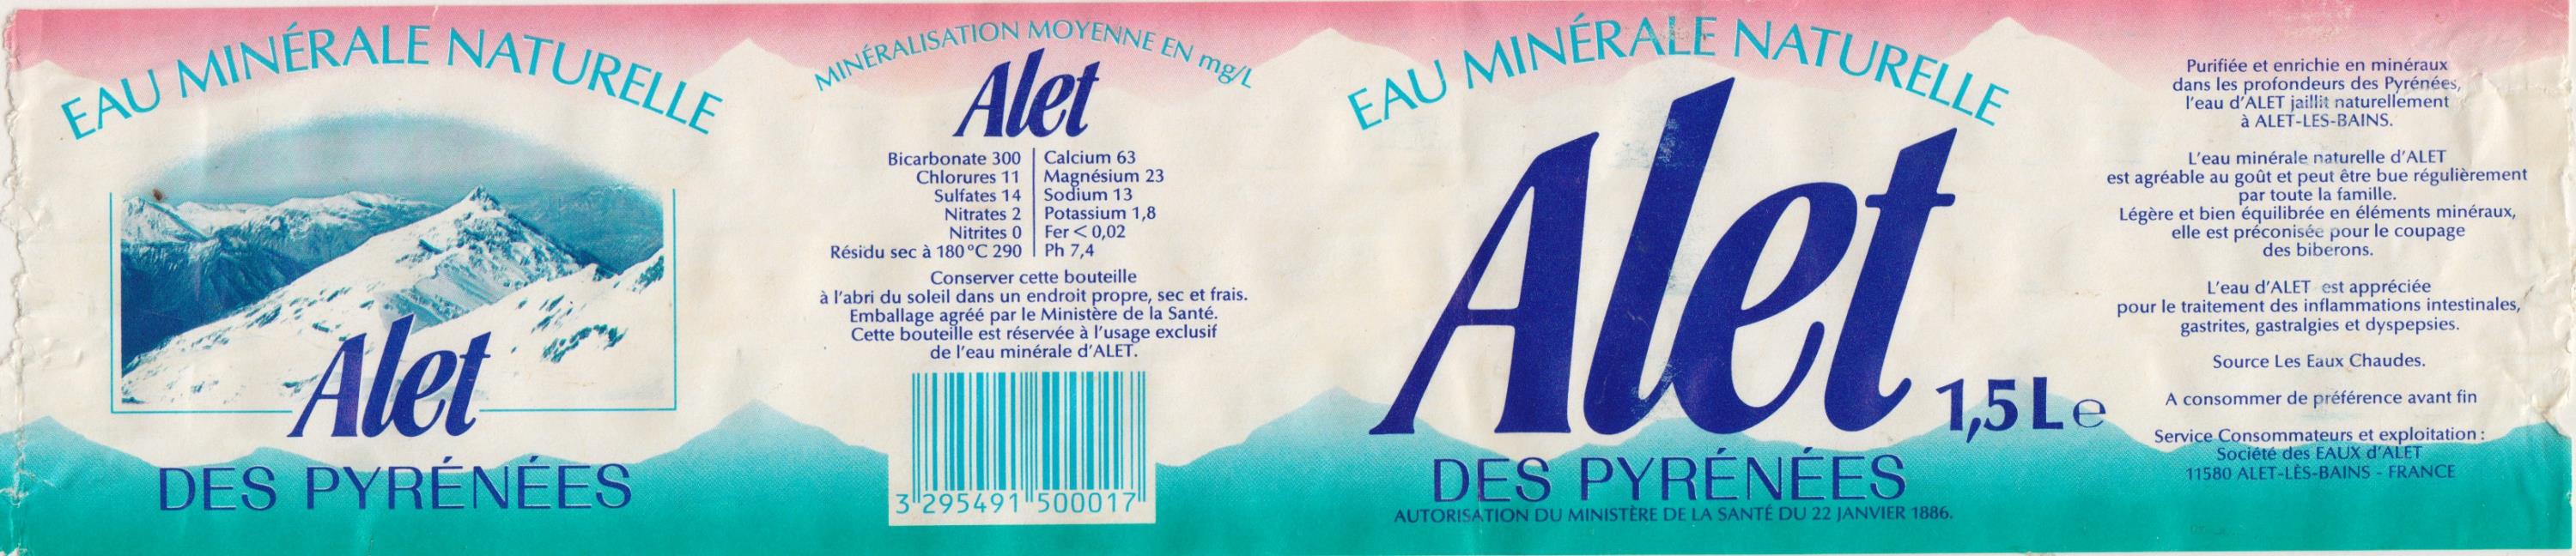 EAU MINÉRALE NATURELLE
Alet
DES PYRÉNÉES
MINÉRALISATION MOYENNE EN mg/L
Alet
Bicarbonate 300 Calcium 63
Chlorures 11 Magnésium 23
Sulfates 14 Sodium 13
Nitrates 2 Potassium 1,8
Nitrites 0 Fer < 0,02
Résidu sec à 180°C 290 Ph 7,4
Conserver cette bouteille
à l'abri du soleil dans un endroit propre, sec et frais.
Emballage agréé par le Ministère de la Santé.
Cette bouteille est réservée à l'usage exclusif
de l'eau minérale d'ALET.
3 295491 500017
EAU MINÉRALE NATURELLE
Alet
1,5 L e
DES PYRÉNÉES
AUTORISATION DU MINISTÈRE DE LA SANTÉ DU 22 JANVIER 1886.
Purifiée et enrichie en minéraux
dans les profondeurs des Pyrénées,
l'eau d'ALET jaillit naturellement
à ALET-LES-BAINS.
L'eau minérale naturelle d'ALET
est agréable au goût et peut être bue régulièrement
par toute la famille.
Légère et bien équilibrée en éléments minéraux,
elle est préconisée pour le coupage
des biberons.
L'eau d'ALET est appréciée
pour le traitement des inflammations intestinales,
gastrites, gastralgies et dyspepsies.
Source Les Eaux Chaudes.
A consommer de préférence avant fin
Service Consommateurs et exploitation :
Société des EAUX d'ALET
11580 ALET-LÈS-BAINS - FRANCE